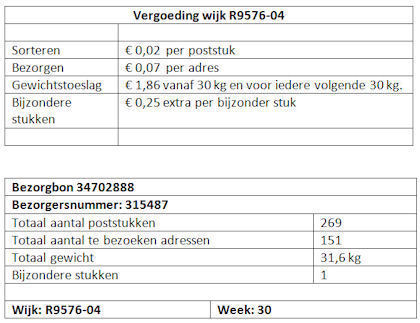 Vergoeding wijk R9576-04
Sorteren € 0,02 per poststuk
Bezorgen € 0,07 per adres
Gewichtstoeslag € 1,86 vanaf 30 kg en voor iedere volgende 30 kg.
Bijzondere € 0,25 extra per bijzonder stuk
stukken
Bezorgbon 34702888
Bezorgersnummer: 315487
Totaal aantal poststukken 269
Totaal aantal te bezoeken adressen 151
Totaal gewicht 31,6 kg
Bijzondere stukken 1
Wijk: R9576-04 Week: 30